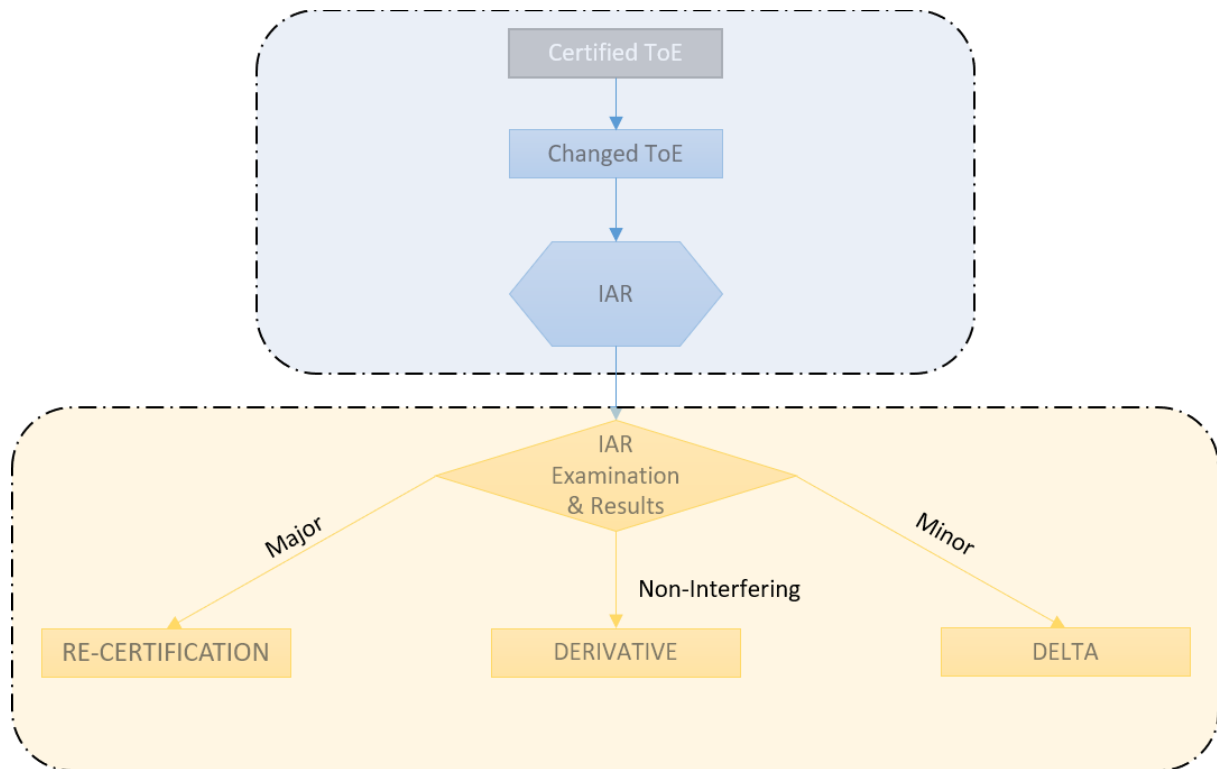 Certified ToE
Changed ToE
IAR
IAR
Examination
& Results
Major
Minor
Non-Interfering
RE-CERTIFICATION
DERIVATIVE
DELTA